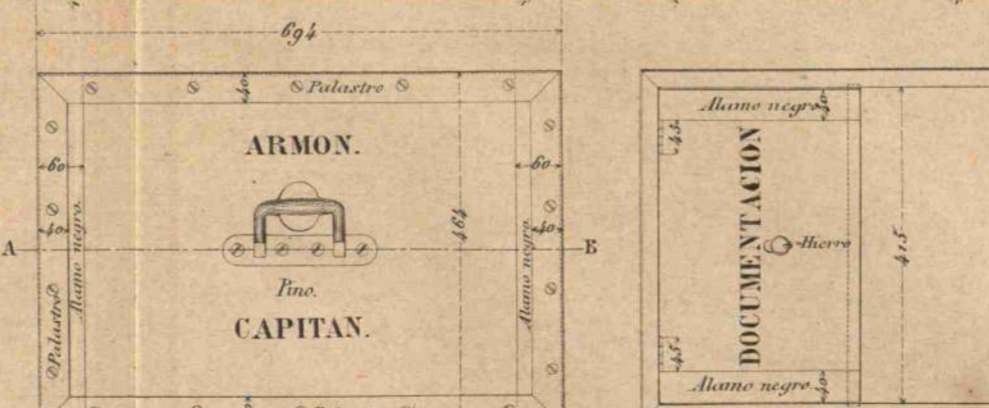 694
40
Palastro
ARMON.
60
60
40
40
464
A
B
Alamo negro.
Alamo negro.
Pino.
CAPITAN.
Palastro
Alamo negro
40
45
DOCUMENTACION
Hierro
415
45
Alamo negro
40